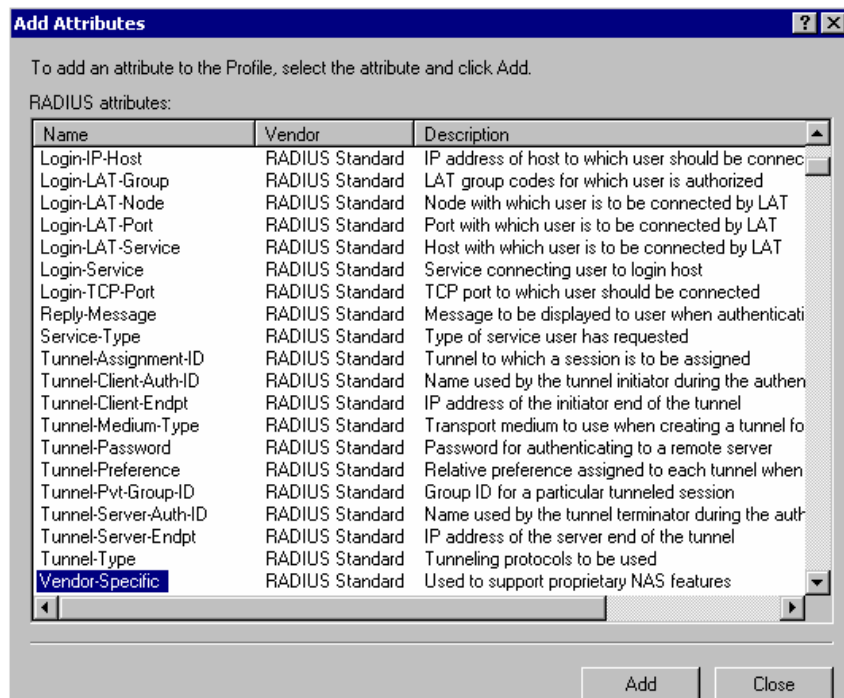 Add Attributes
To add an attribute to the Profile, select the attribute and click Add.
RADIUS attributes:
Name Vendor Description
Login-IP-Host RADIUS Standard IP address of host to which user should be connec
Login-LAT-Group RADIUS Standard LAT group codes for which user is authorized
Login-LAT-Node RADIUS Standard Node with which user is to be connected by LAT
Login-LAT-Port RADIUS Standard Port with which user is to be connected by LAT
Login-LAT-Service RADIUS Standard Host with which user is to be connected by LAT
Login-Service RADIUS Standard Service connecting user to login host
Login-TCP-Port RADIUS Standard TCP port to which user should be connected
Reply-Message RADIUS Standard Message to be displayed to user when authenticati
Service-Type RADIUS Standard Type of service user has requested
Tunnel-Assignment-ID RADIUS Standard Tunnel to which a session is to be assigned
Tunnel-Client-Auth-ID RADIUS Standard Name used by the tunnel initiator during the authen
Tunnel-Client-Endpt RADIUS Standard IP address of the initiator end of the tunnel
Tunnel-Medium-Type RADIUS Standard Transport medium to use when creating a tunnel fo
Tunnel-Password RADIUS Standard Password for authenticating to a remote server
Tunnel-Preference RADIUS Standard Relative preference assigned to each tunnel when
Tunnel-Pvt-Group-ID RADIUS Standard Group ID for a particular tunneled session
Tunnel-Server-Auth-ID RADIUS Standard Name used by the tunnel terminator during the auth
Tunnel-Server-Endpt RADIUS Standard IP address of the server end of the tunnel
Tunnel-Type RADIUS Standard Tunneling protocols to be used
Vendor-Specific RADIUS Standard Used to support proprietary NAS features
Add Close